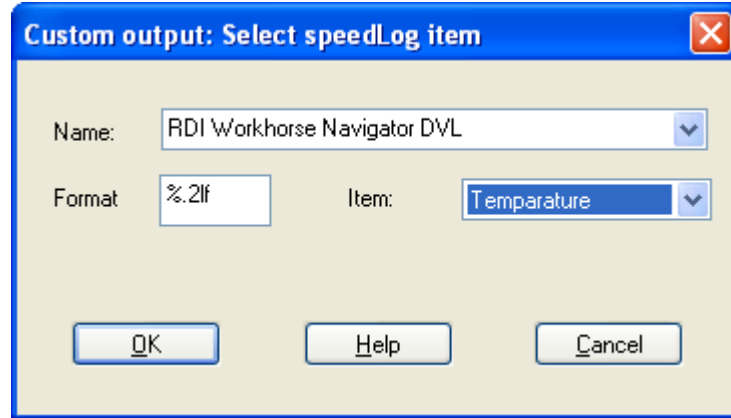 Custom output: Select speedLog item
Name: RDI Workhorse Navigator DVL
Format %.2lf Item: Temparature
OK Help Cancel